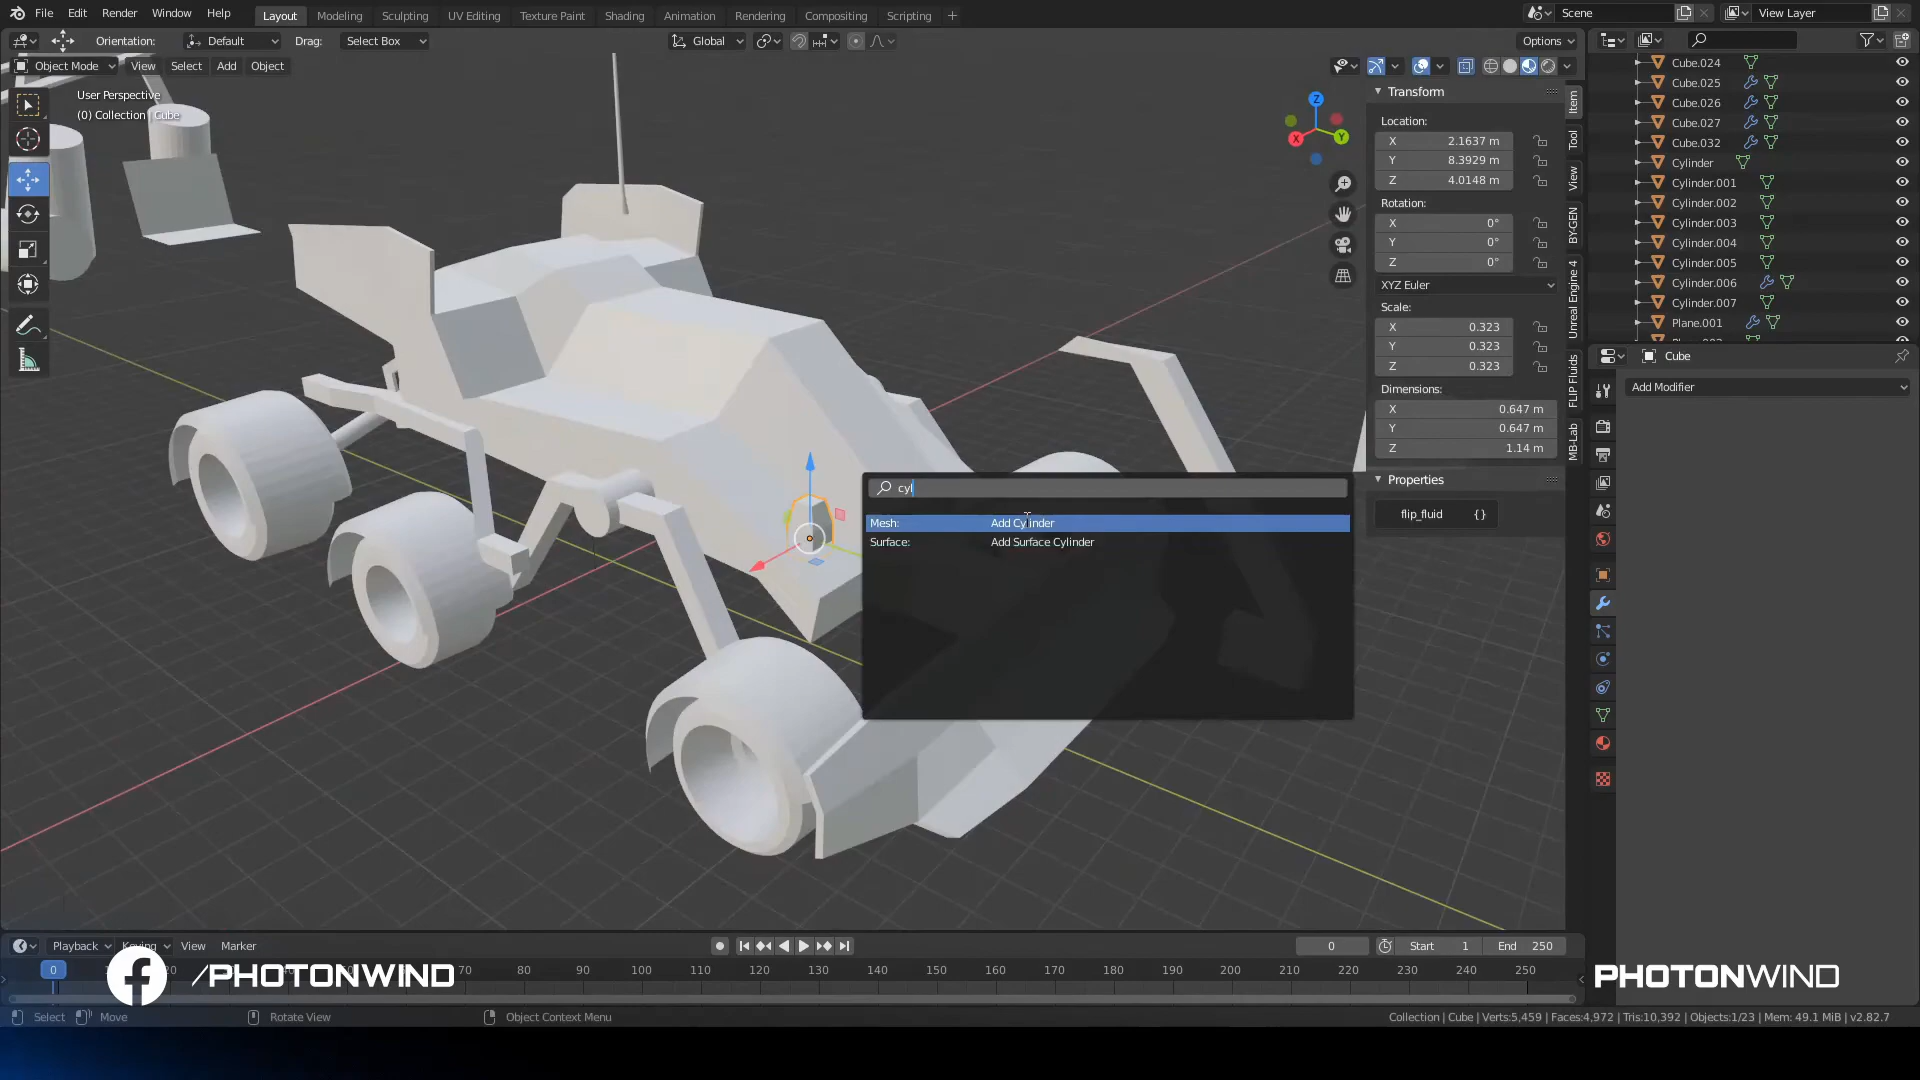 File Edit Render Window Help
Layout Modeling Sculpting UV Editing Texture Paint Shading Animation Rendering Compositing Scripting +
Scene
View Layer
Orientation: Default Drag: Select Box
Global
Options
Object Mode View Select Add Object
User Perspective
(0) Collection | Cube
Z
Y
X
Transform
Location:
X 2.1637 m
Y 8.3929 m
Z 4.0148 m
Rotation:
X 0°
Y 0°
Z 0°
XYZ Euler
Scale:
X 0.323
Y 0.323
Z 0.323
Dimensions:
X 0.647 m
Y 0.647 m
Z 1.14 m
Properties
flip_fluid {}
Item
Tool
View
BY-GEN
Unreal Engine 4
FLIP Fluids
MB-Lab
Cube.024
Cube.025
Cube.026
Cube.027
Cube.032
Cylinder
Cylinder.001
Cylinder.002
Cylinder.003
Cylinder.004
Cylinder.005
Cylinder.006
Cylinder.007
Plane.001
Cube
Add Modifier
cyl
Mesh: Add Cylinder
Surface: Add Surface Cylinder
Playback Keying View Marker
0
Start 1 End 250
0 20 70 80 90 100 110 120 130 140 150 160 170 180 190 200 210 220 230 240 250
/PHOTONWIND
PHOTONWIND
Select Move Rotate View Object Context Menu
Collection | Cube | Verts:5,459 | Faces:4,972 | Tris:10,392 | Objects:1/23 | Mem: 49.1 MiB | v2.82.7